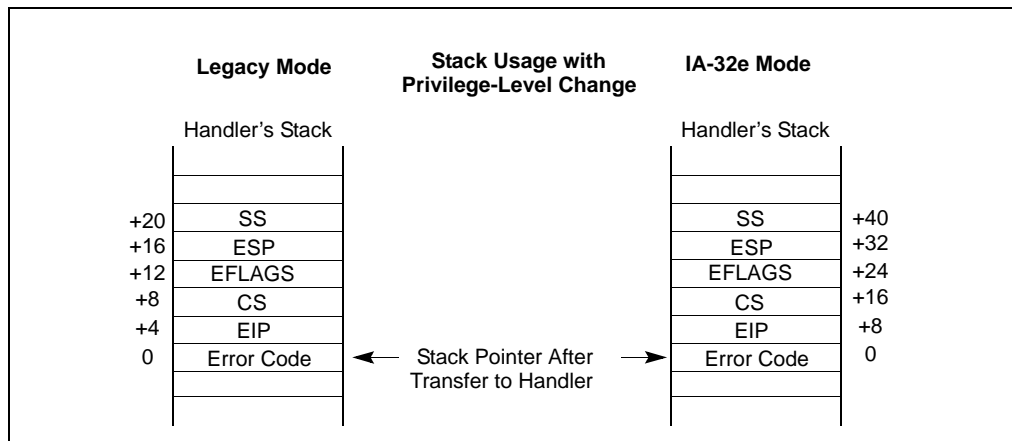 Legacy Mode
Stack Usage with
Privilege-Level Change
IA-32e Mode
Handler's Stack
Handler's Stack
+20 SS SS +40
+16 ESP ESP +32
+12 EFLAGS EFLAGS +24
+8 CS CS +16
+4 EIP EIP +8
0 Error Code Stack Pointer After Error Code 0
Transfer to Handler